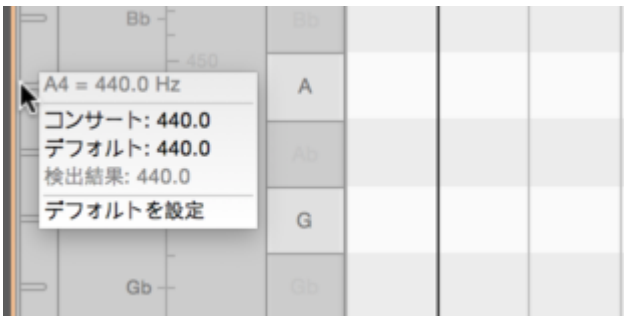 Bb
Bb
450
A4 = 440.0 Hz
A
コンサート: 440.0
デフォルト: 440.0
Ab
検出結果: 440.0
デフォルトを設定
G
Gb
Gb